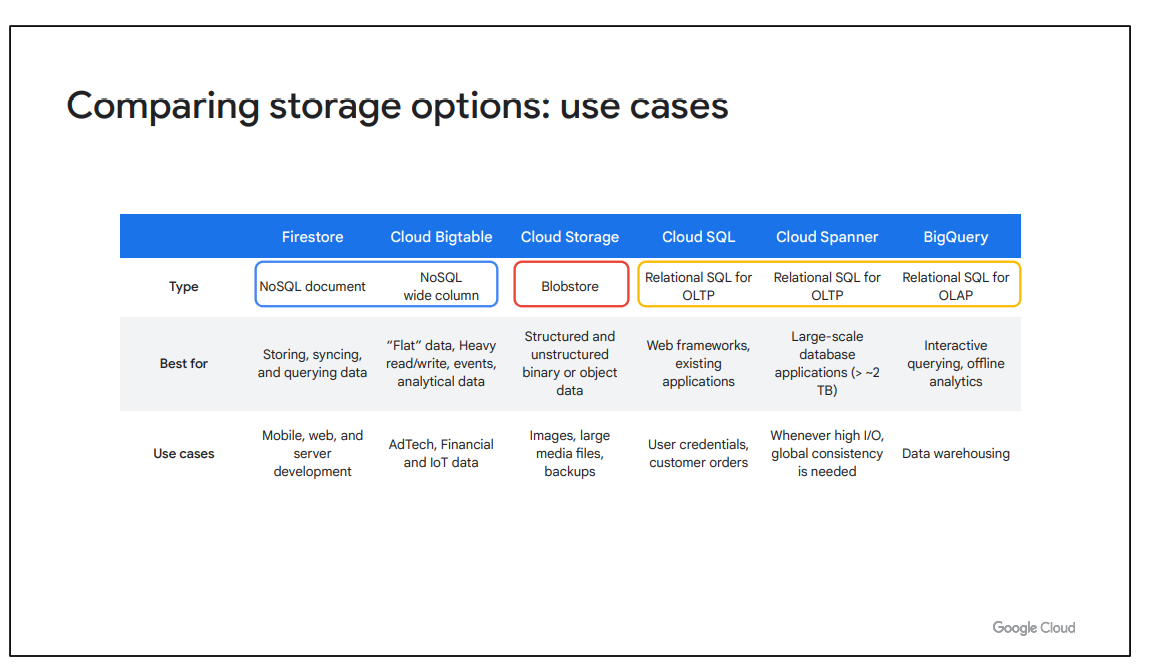 Comparing storage options: use cases
Firestore Cloud Bigtable Cloud Storage Cloud SQL Cloud Spanner BigQuery
Type
NoSQL document
NoSQL
wide column
Blobstore
Relational SQL for
OLTP
Relational SQL for
OLTP
Relational SQL for
OLAP
Best for
Storing, syncing,
and querying data
“Flat” data, Heavy
read/write, events,
analytical data
Structured and
unstructured
binary or object
data
Web frameworks,
existing
applications
Large-scale
database
applications (> ~2
TB)
Interactive
querying, offline
analytics
Use cases
Mobile, web, and
server
development
AdTech, Financial
and IoT data
Images, large
media files,
backups
User credentials,
customer orders
Whenever high I/O,
global consistency
is needed
Data warehousing
Google Cloud